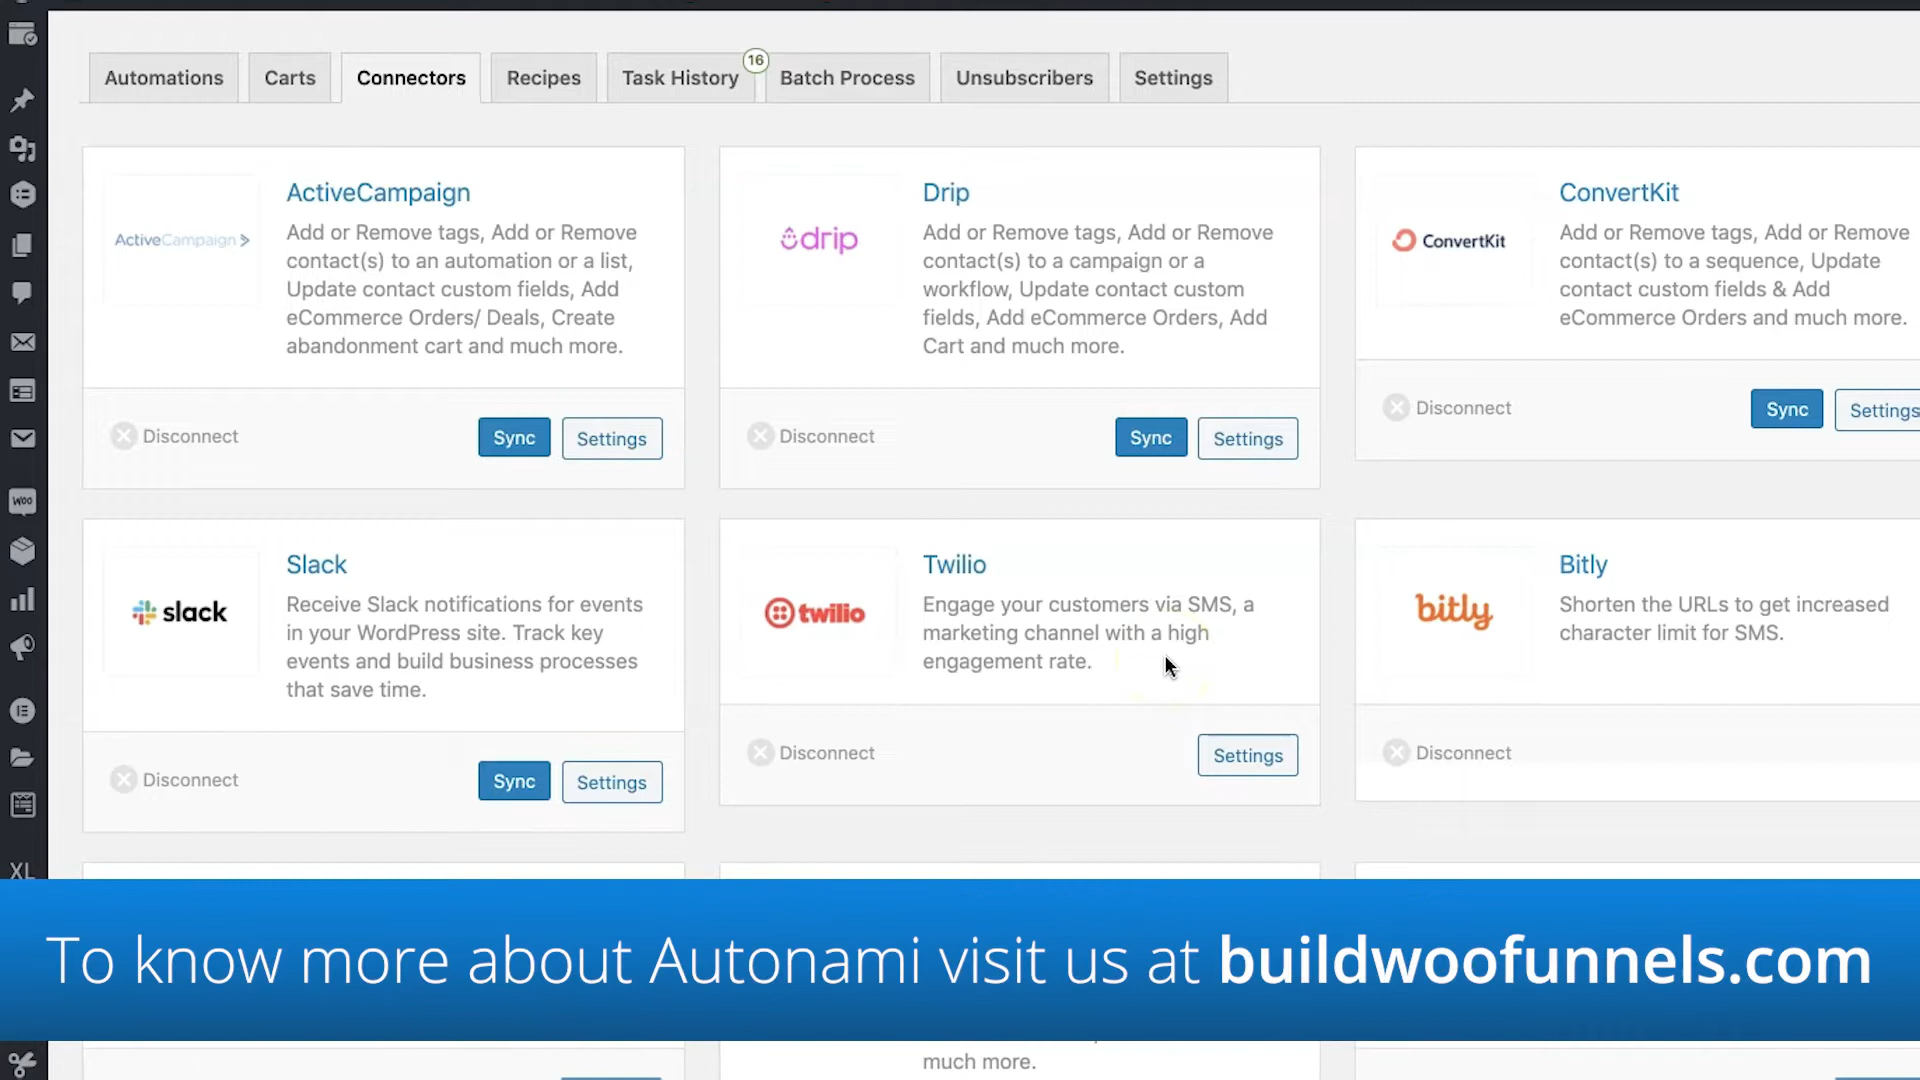 Automations
Carts
Connectors
Recipes
Task History
16
Batch Process
Unsubscribers
Settings
ActiveCampaign >
ActiveCampaign
Add or Remove tags, Add or Remove
contact(s) to an automation or a list,
Update contact custom fields, Add
eCommerce Orders/ Deals, Create
abandonment cart and much more.
Disconnect
Sync
Settings
drip
Drip
Add or Remove tags, Add or Remove
contact(s) to a campaign or a
workflow, Update contact custom
fields, Add eCommerce Orders, Add
Cart and much more.
Disconnect
Sync
Settings
ConvertKit
ConvertKit
Add or Remove tags, Add or Remove
contact(s) to a sequence, Update
contact custom fields & Add
eCommerce Orders and much more.
Disconnect
Sync
Settings
slack
Slack
Receive Slack notifications for events
in your WordPress site. Track key
events and build business processes
that save time.
Disconnect
Sync
Settings
twilio
Twilio
Engage your customers via SMS, a
marketing channel with a high
engagement rate.
Disconnect
Settings
bitly
Bitly
Shorten the URLs to get increased
character limit for SMS.
Disconnect
WOO
XL
To know more about Autonami visit us at buildwoofunnels.com
much more.